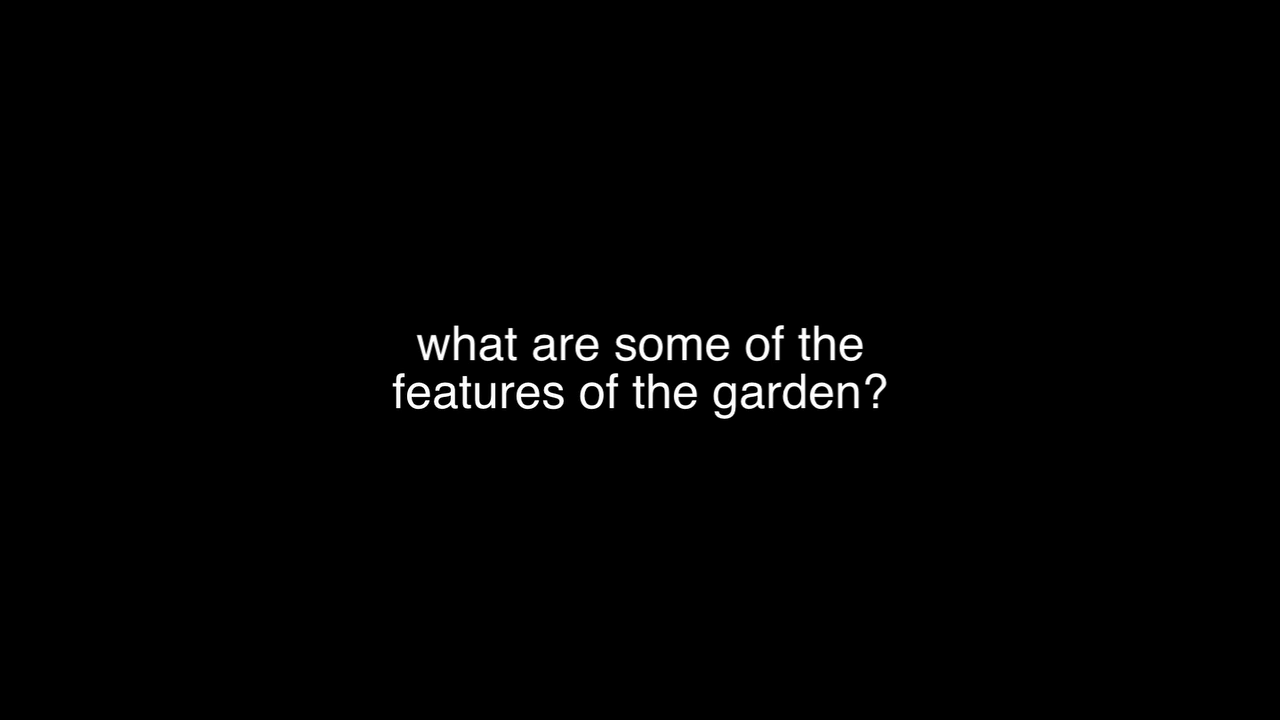 what are some of the
features of the garden?